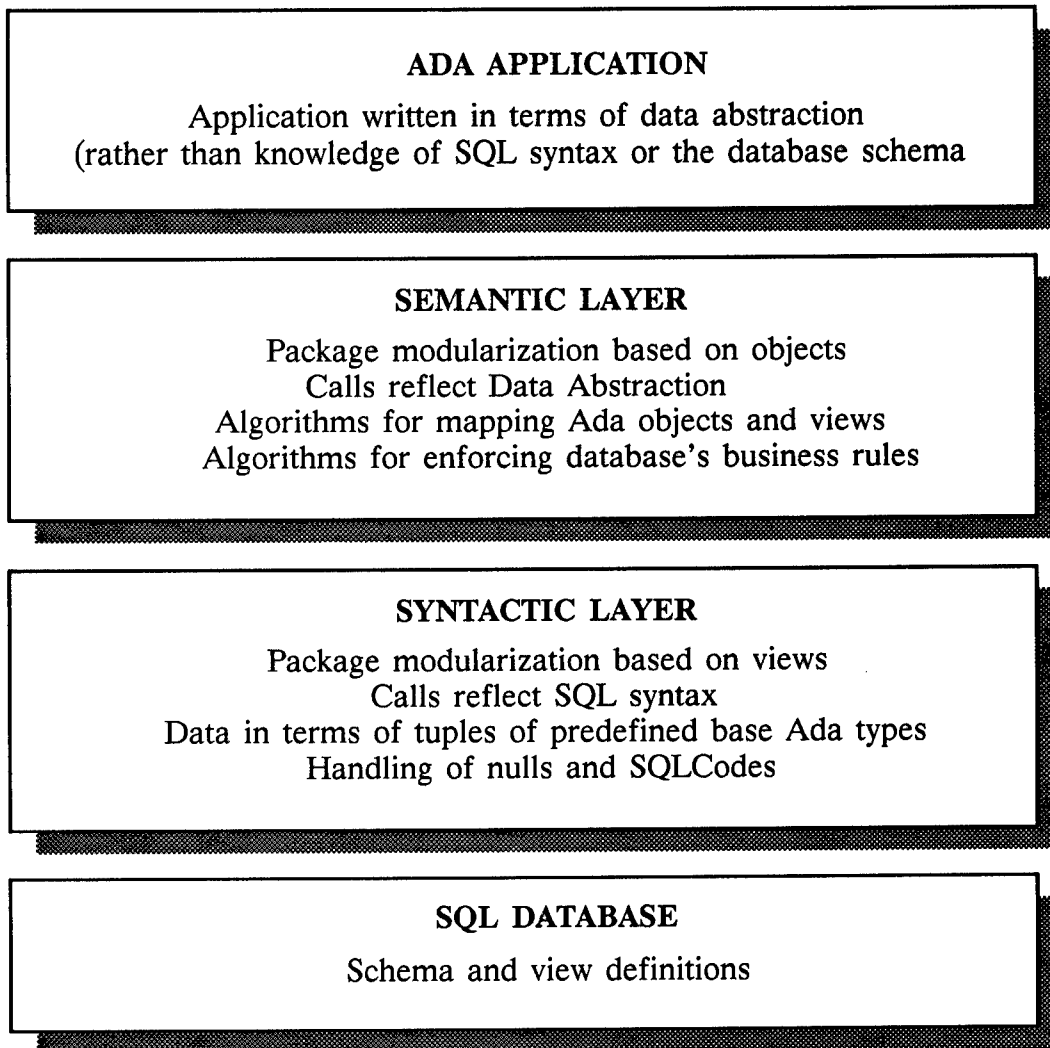 ADA APPLICATION
Application written in terms of data abstraction
(rather than knowledge of SQL syntax or the database schema
SEMANTIC LAYER
Package modularization based on objects
Calls reflect Data Abstraction
Algorithms for mapping Ada objects and views
Algorithms for enforcing database's business rules
SYNTACTIC LAYER
Package modularization based on views
Calls reflect SQL syntax
Data in terms of tuples of predefined base Ada types
Handling of nulls and SQLCodes
SQL DATABASE
Schema and view definitions